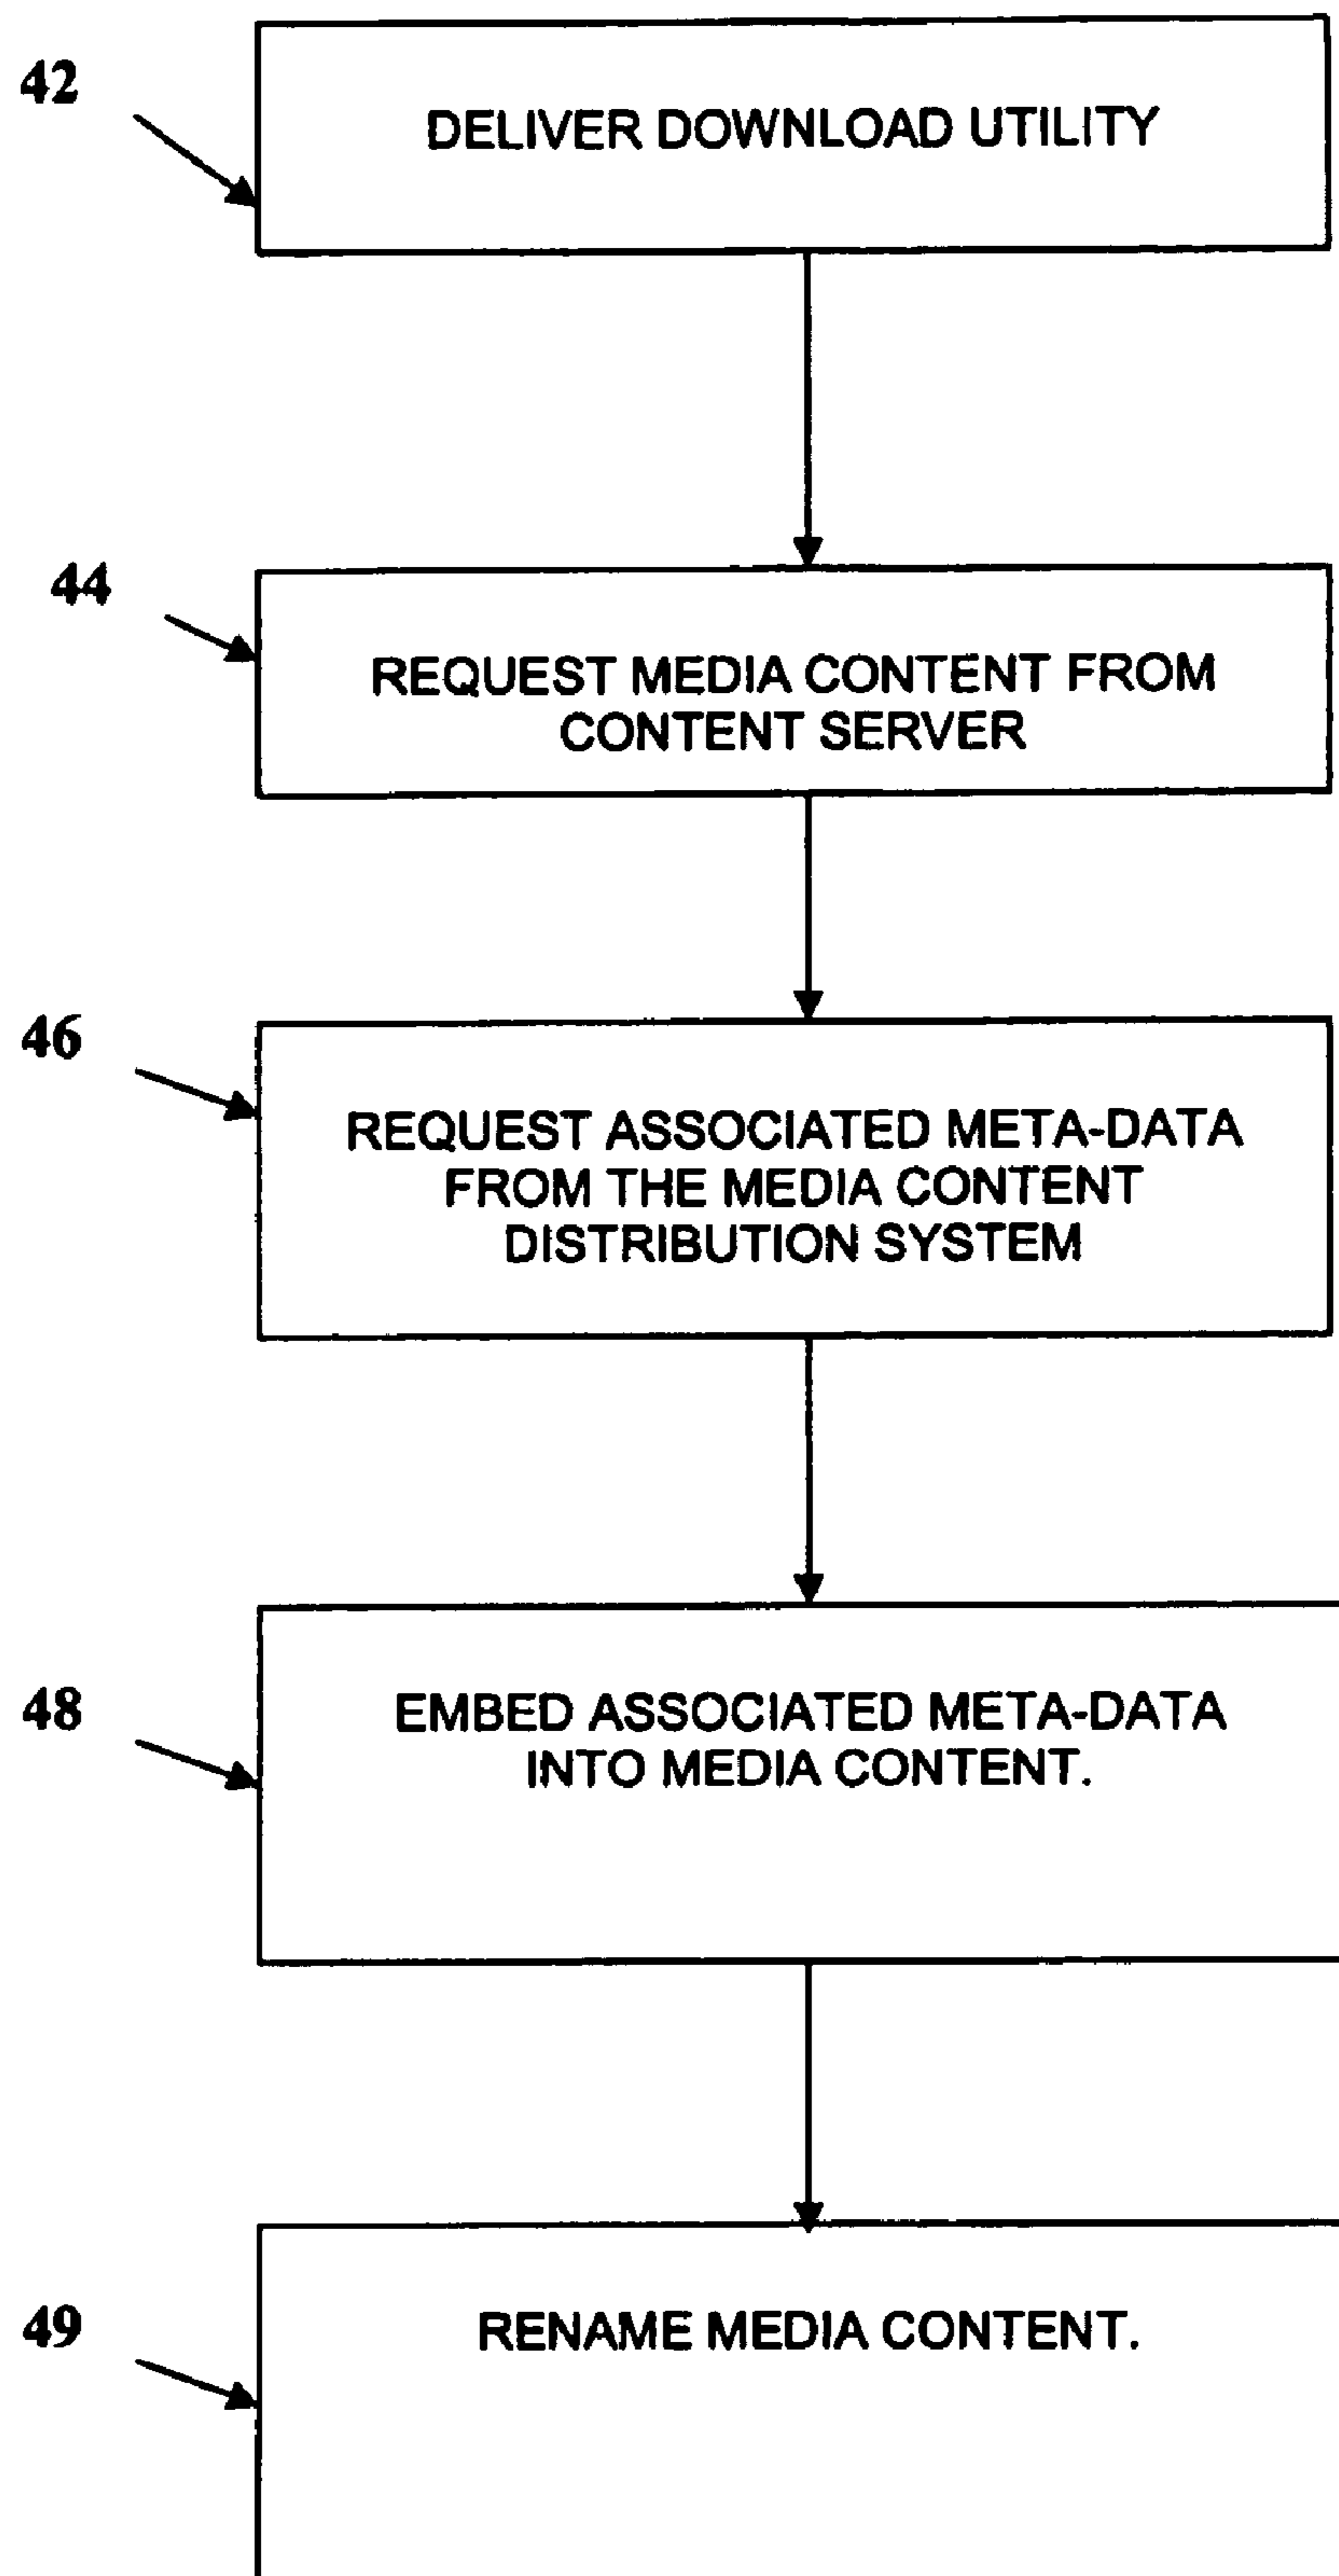 42
DELIVER DOWNLOAD UTILITY
44
REQUEST MEDIA CONTENT FROM
CONTENT SERVER
46
REQUEST ASSOCIATED META-DATA
FROM THE MEDIA CONTENT
DISTRIBUTION SYSTEM
48
EMBED ASSOCIATED META-DATA
INTO MEDIA CONTENT.
49
RENAME MEDIA CONTENT.